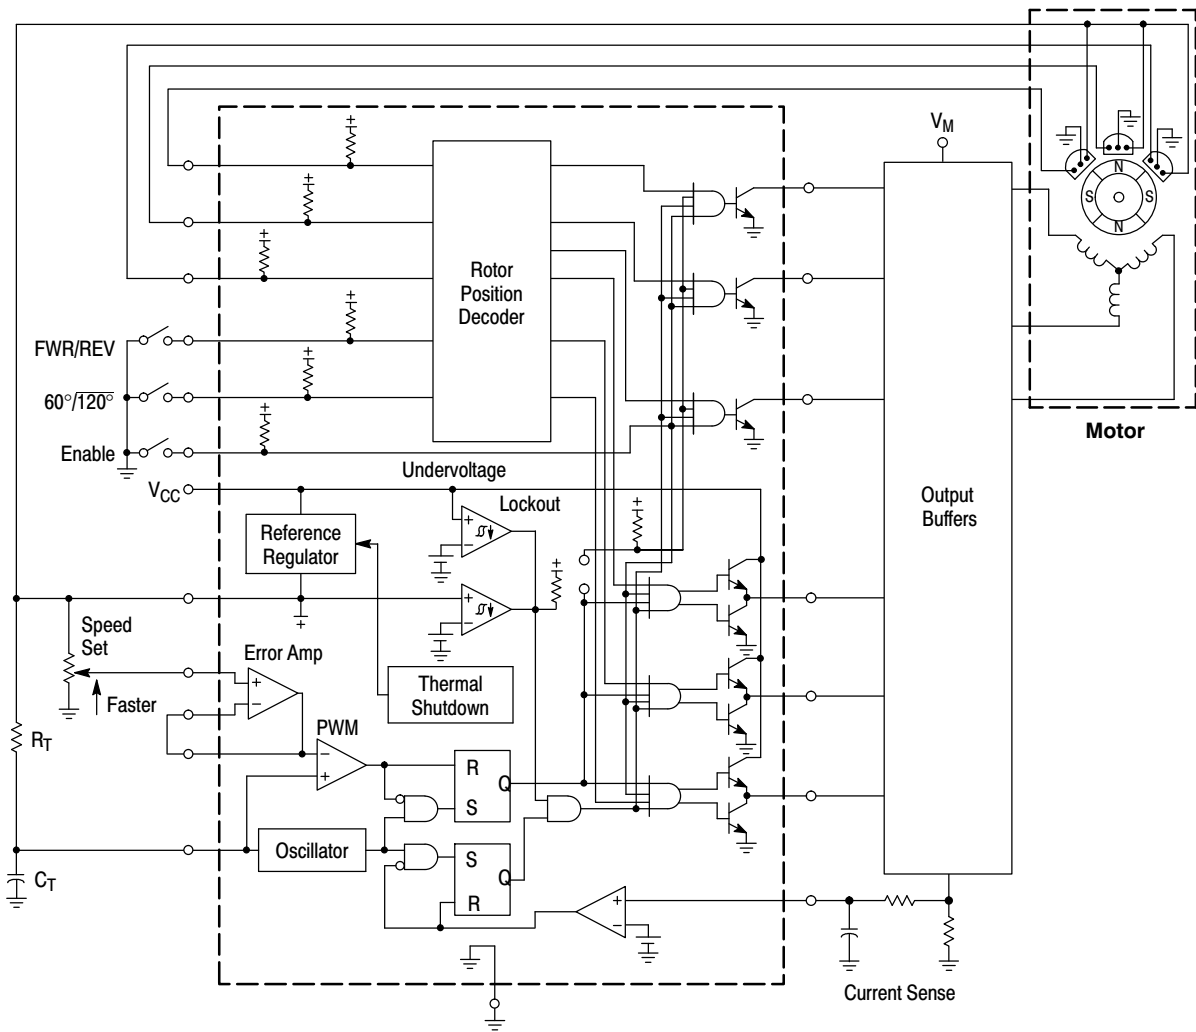 V_M
N
S
S
N
Rotor
Position
Decoder
FWR/REV
60°/120°
Enable
Motor
Undervoltage
Lockout
V_CC
Output
Buffers
Reference
Regulator
Speed
Set
Error Amp
Thermal
Shutdown
Faster
PWM
R_T
R
Q
S
Oscillator
S
Q
R
C_T
Current Sense